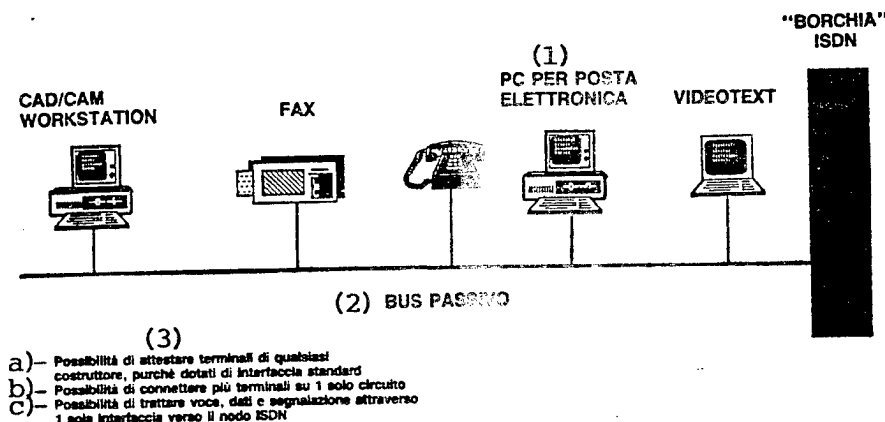 "BORCHIA"
ISDN
(1)
PC PER POSTA
ELETTRONICA
VIDEOTEXT
CAD/CAM
WORKSTATION
FAX
(2) BUS PASSIVO
(3)
a)– Possibilità di attestare terminali di qualsiasi
costruttore, purchè dotati di interfaccia standard
b)– Possibilità di connettere più terminali su 1 solo circuito
c)– Possibilità di trattare voce, dati e segnalazione attraverso
1 sola interfaccia verso il nodo ISDN